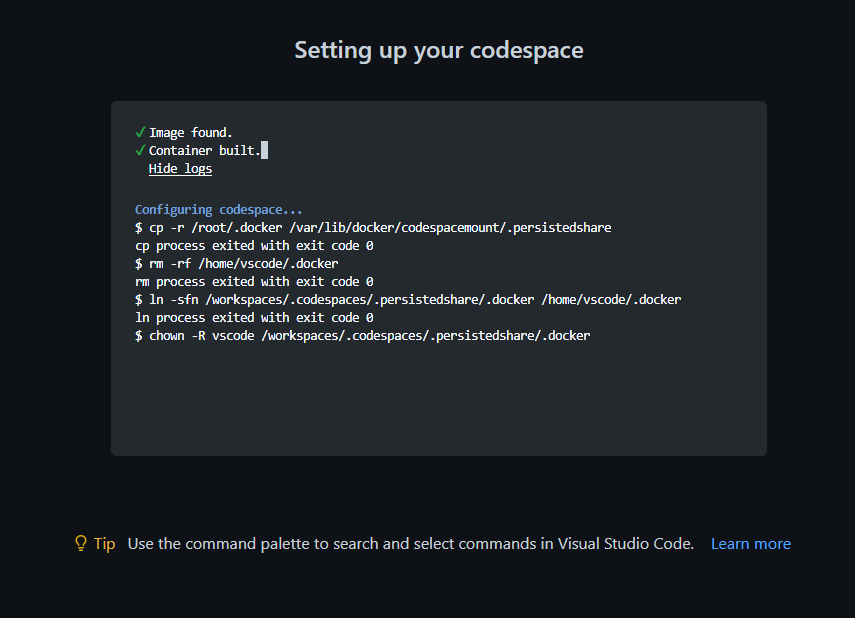 Setting up your codespace
✓ Image found.
✓ Container built.
Hide logs
Configuring codespace...
$ cp -r /root/.docker /var/lib/docker/codespacemount/.persistedshare
cp process exited with exit code 0
$ rm -rf /home/vscode/.docker
rm process exited with exit code 0
$ ln -sfn /workspaces/.codespaces/.persistedshare/.docker /home/vscode/.docker
ln process exited with exit code 0
$ chown -R vscode /workspaces/.codespaces/.persistedshare/.docker
Tip Use the command palette to search and select commands in Visual Studio Code. Learn more